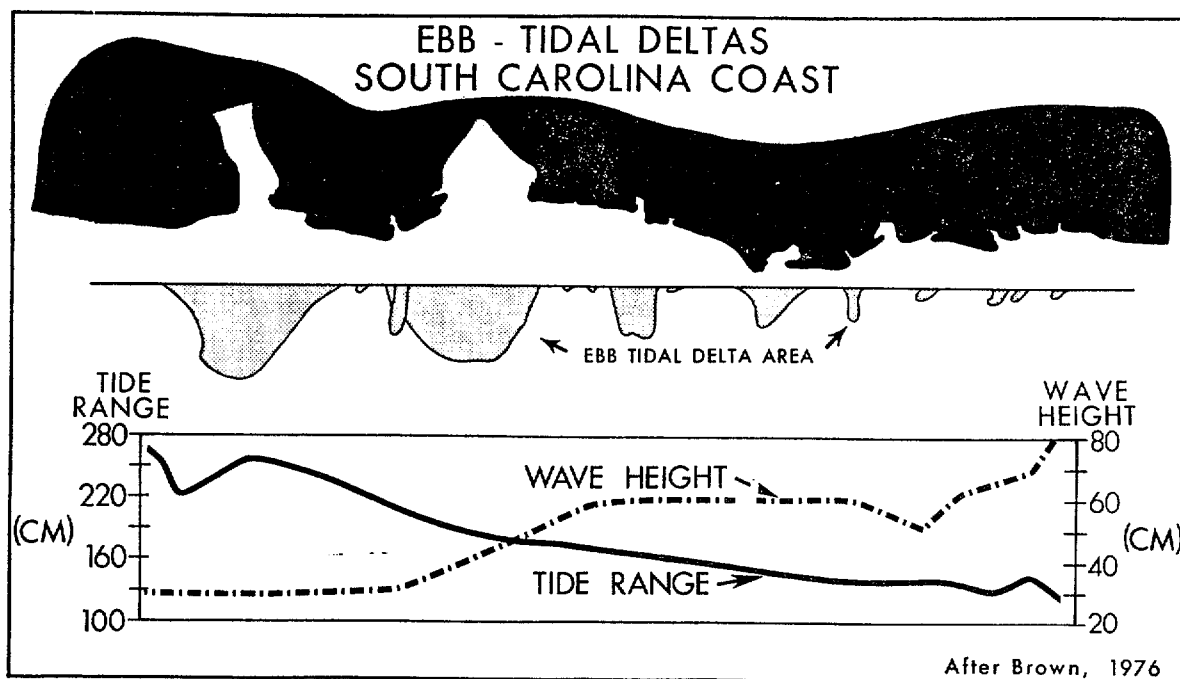 EBB - TIDAL DELTAS
SOUTH CAROLINA COAST
EBB TIDAL DELTA AREA
TIDE
RANGE
WAVE
HEIGHT
280
220
(CM)
160
100
80
60
(CM)
40
20
WAVE HEIGHT
TIDE RANGE
After Brown, 1976